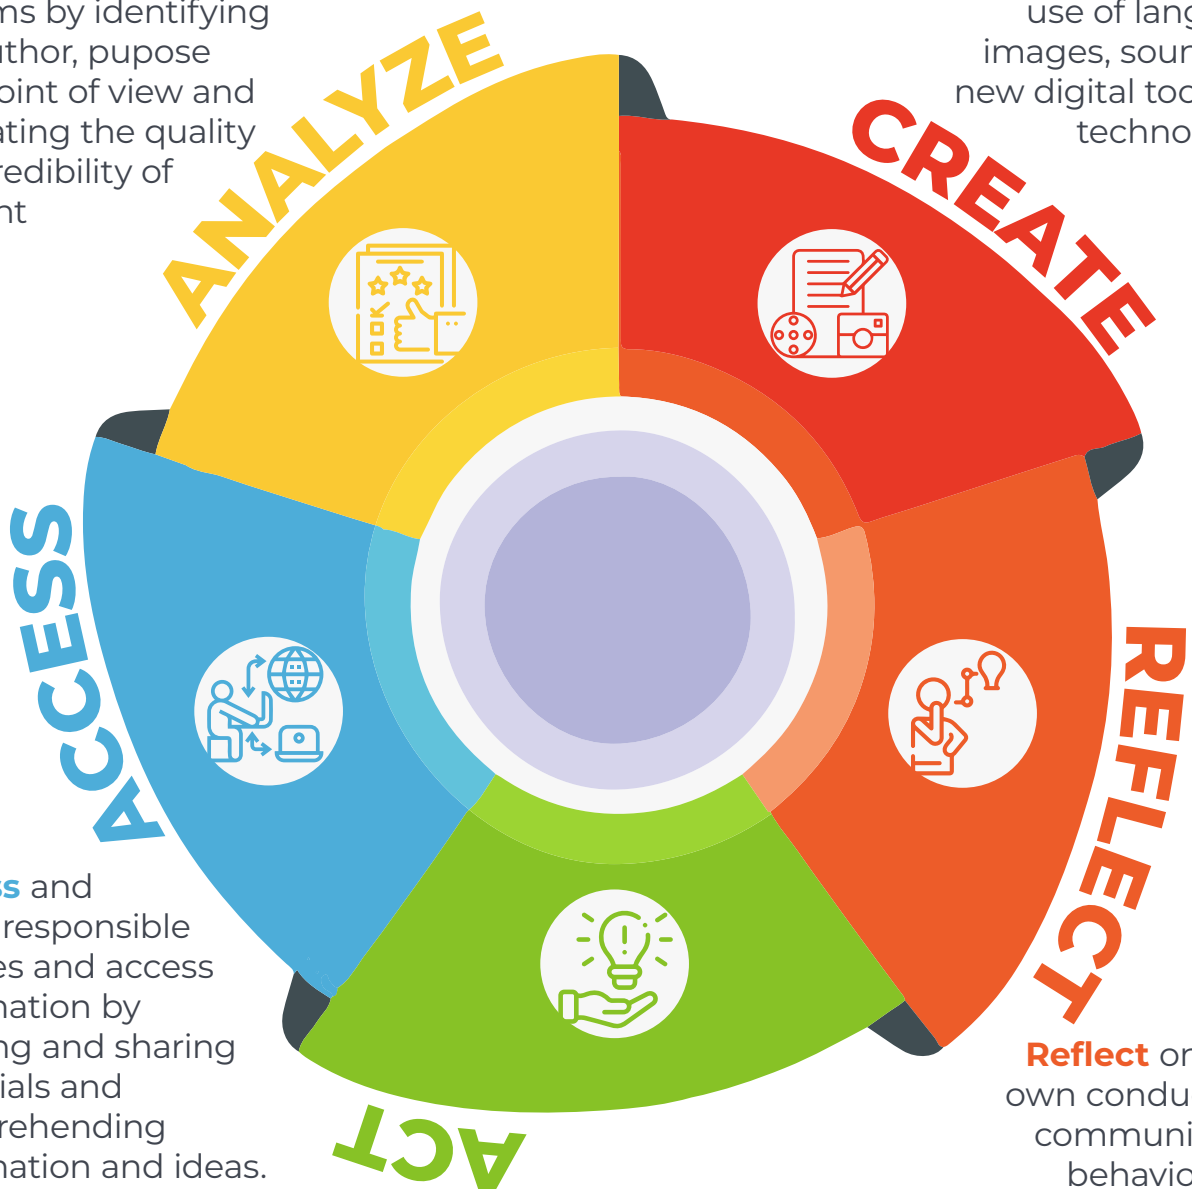 ms by identifying
uthor, pupose
oint of view and
ating the quality
redibility of
nt
ANALYZE
use of lang
images, soun
new digital too
techno
CREATE
ACCESS
ss and
responsible
es and access
nation by
ng and sharing
ials and
rehending
nation and ideas.
REFLECT
Reflect on
own condu
communi
behavio
ACT